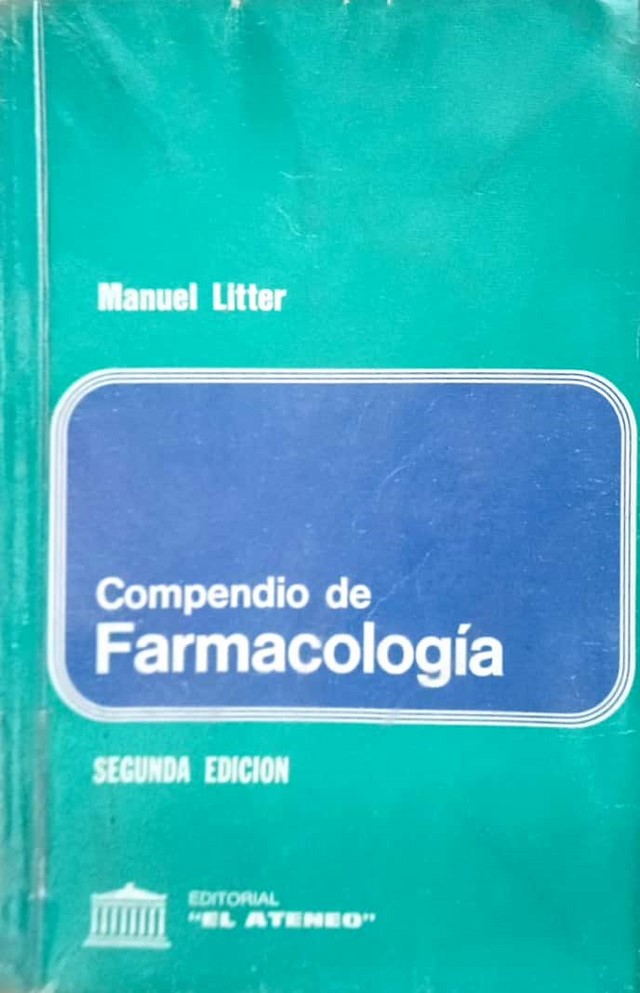 Manuel Litter
Compendio de
Farmacología
SEGUNDA EDICION
EDITORIAL
"EL ATENEO"